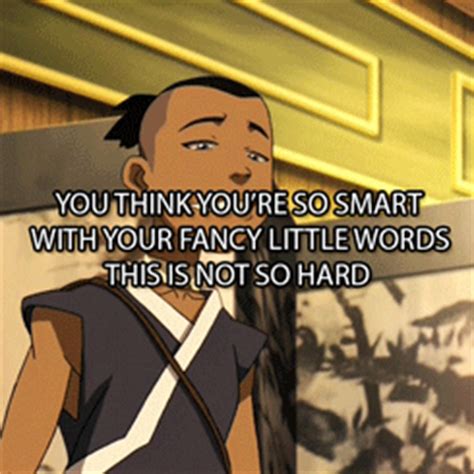 YOU THINK YOU'RE SO SMART
WITH YOUR FANCY LITTLE WORDS
THIS IS NOT SO HARD